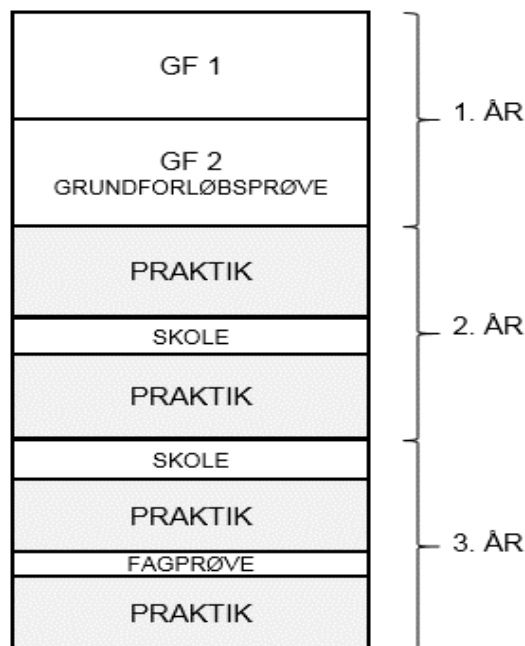 GF 1
GF 2
GRUNDFORLØBSPRØVE
1. ÅR
PRAKTIK
SKOLE
PRAKTIK
2. ÅR
SKOLE
PRAKTIK
FAGPRØVE
PRAKTIK
3. ÅR